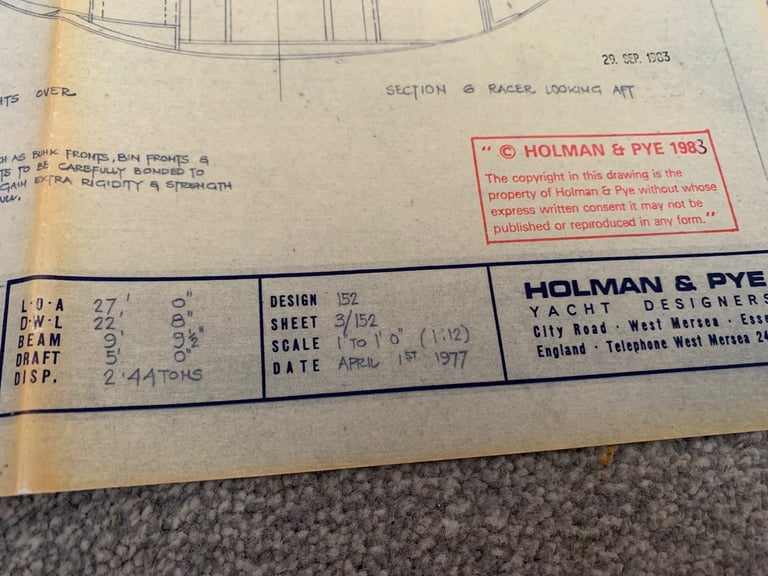 29. SEP. 1983
OVER
SECTION 6 RACER LOOKING AFT
AS BUNK FRONTS, BIN FRONTS &
TO BE CAREFULLY BONDED TO
GAIN EXTRA RIGIDITY & STRENGTH
" © HOLMAN & PYE 1983
The copyright in this drawing is the
property of Holman & Pye without whose
express written consent it may not be
published or reproduced in any form."
L·O·A 27' 0"
D·W·L 22' 8"
BEAM 9' 9½"
DRAFT 5' 0"
DISP. 2·44 TONS
DESIGN 152
SHEET 3/152
SCALE 1" TO 1' 0" (1:12)
DATE APRIL 1ST 1977
HOLMAN & PYE
YACHT DESIGNERS
City Road · West Mersea · Esse
England · Telephone West Mersea 24